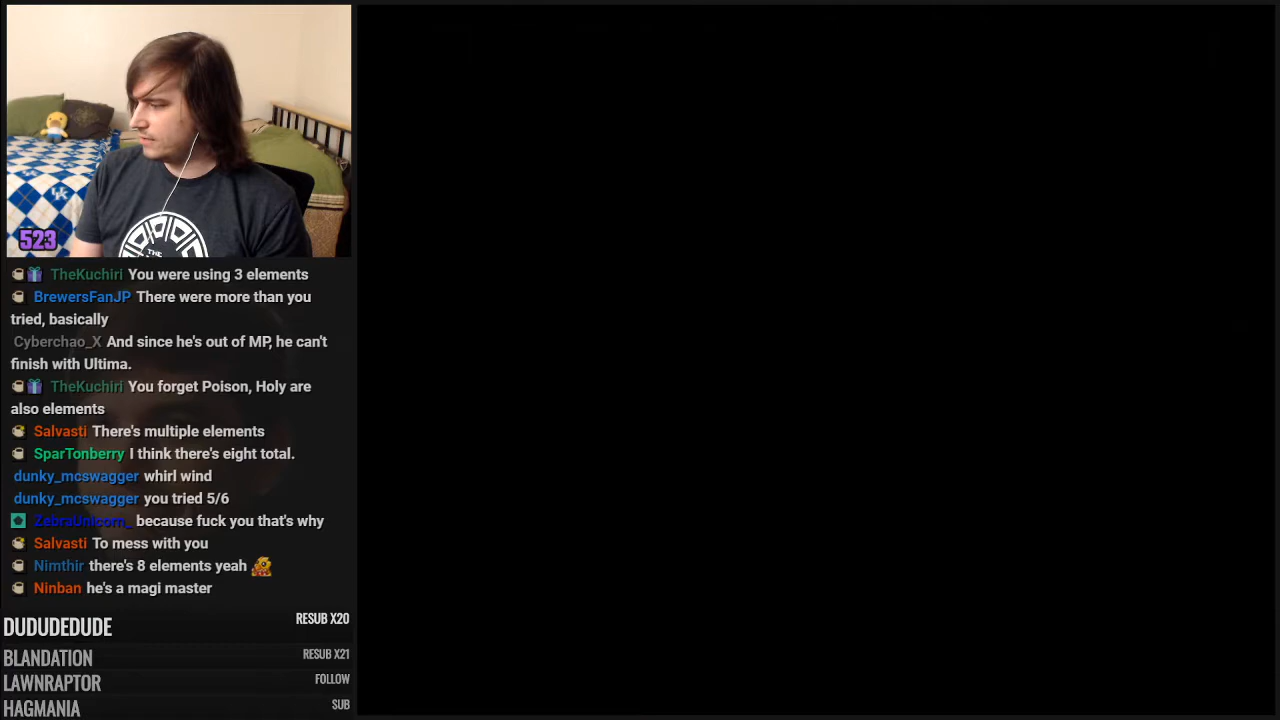 523
THE
TheKuchiri You were using 3 elements
BrewersFanJP There were more than you
tried, basically
Cyberchao_X And since he's out of MP, he can't
finish with Ultima.
TheKuchiri You forget Poison, Holy are
also elements
Salvasti There's multiple elements
SparTonberry I think there's eight total.
dunky_mcswagger whirl wind
dunky_mcswagger you tried 5/6
ZebraUnicorn_ because fuck you that's why
Salvasti To mess with you
Nimthir there's 8 elements yeah
Ninban he's a magi master
DUDUDEDUDE RESUB X20
BLANDATION RESUB X21
LAWNRAPTOR FOLLOW
HAGMANIA SUB